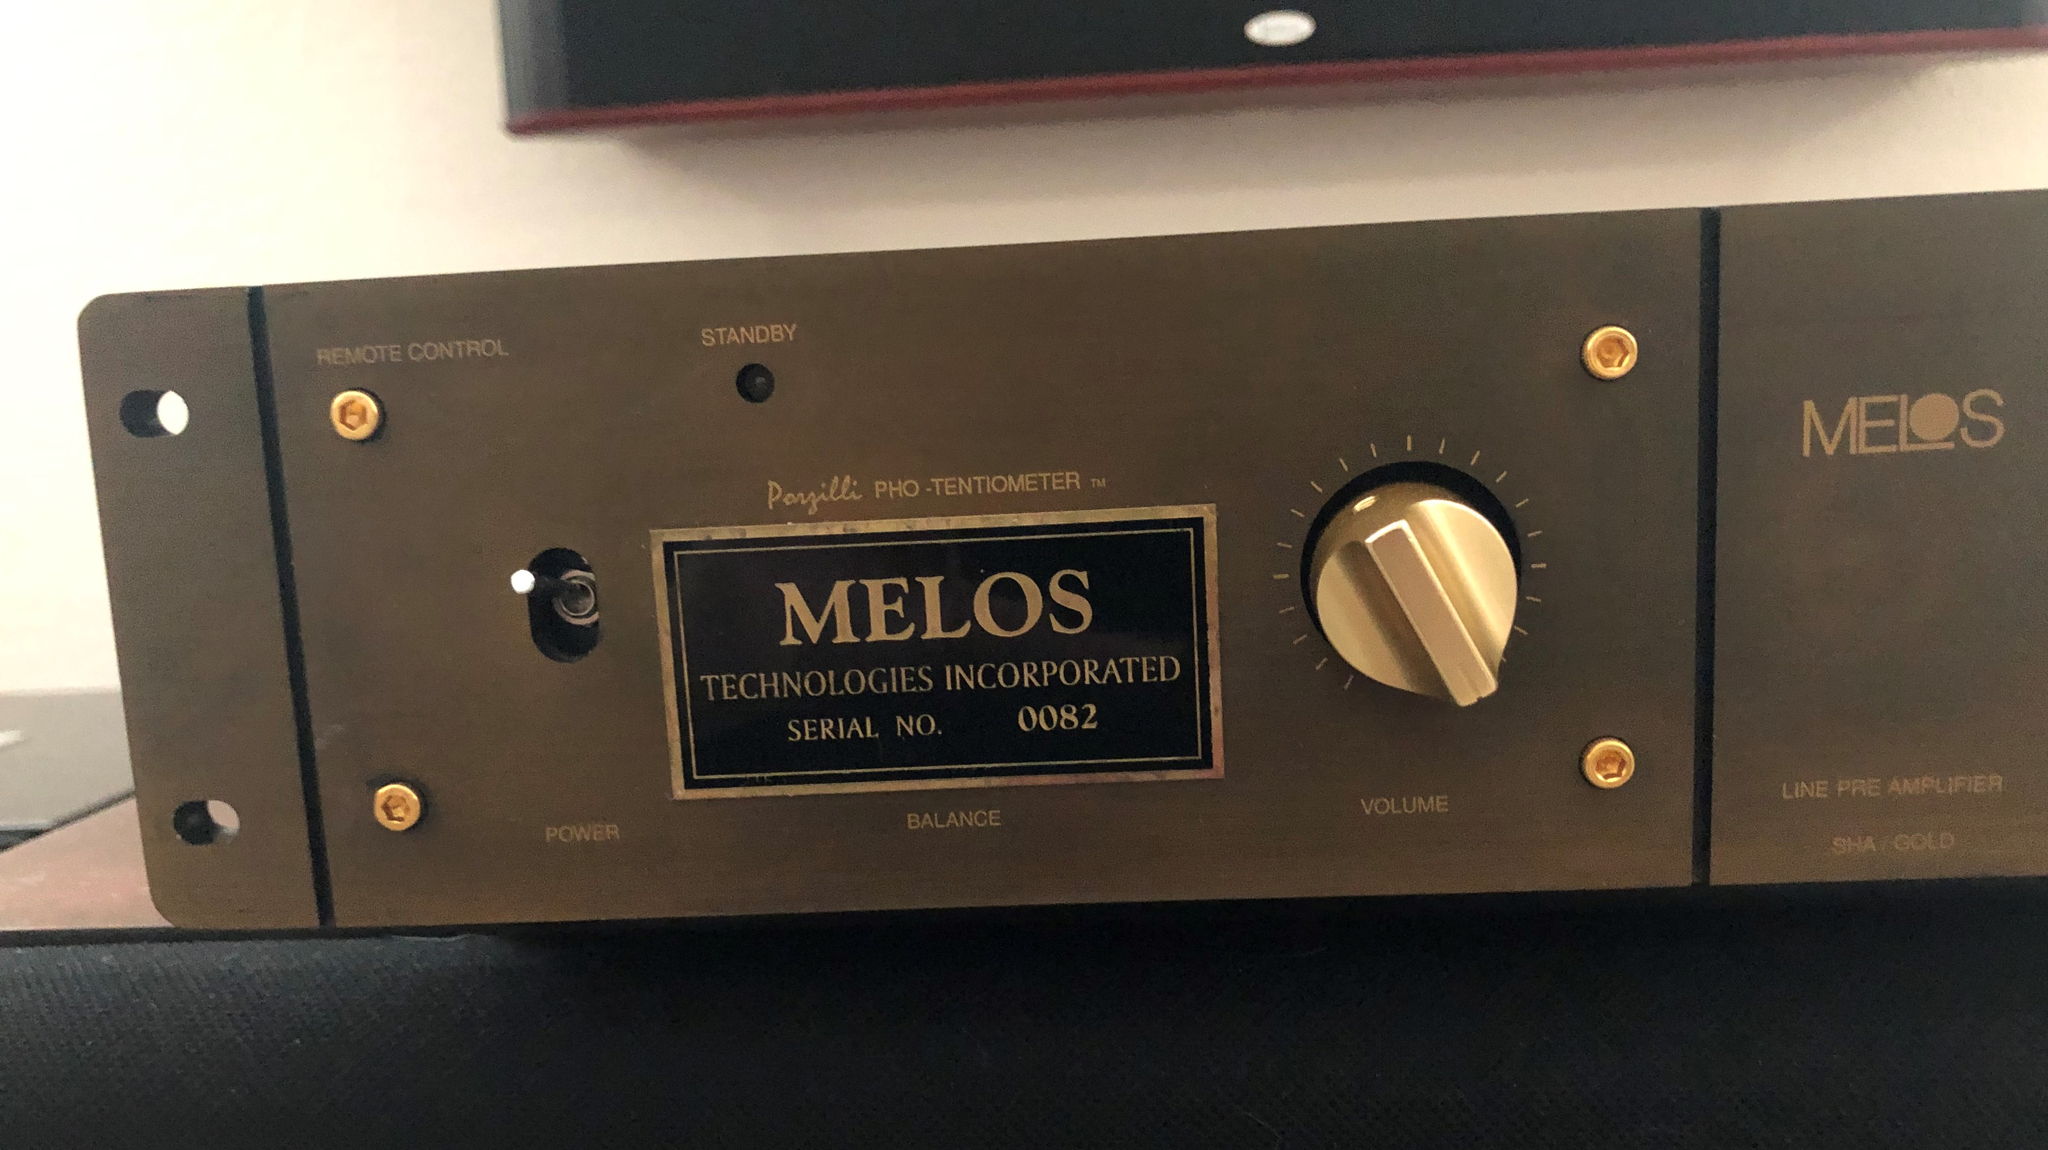 REMOTE CONTROL
STANDBY
Porzilli PHO-TENTIOMETER ™
MELOS
TECHNOLOGIES INCORPORATED
SERIAL NO. 0082
POWER
BALANCE
VOLUME
MELOS
LINE PRE AMPLIFIER
SHA / GOLD